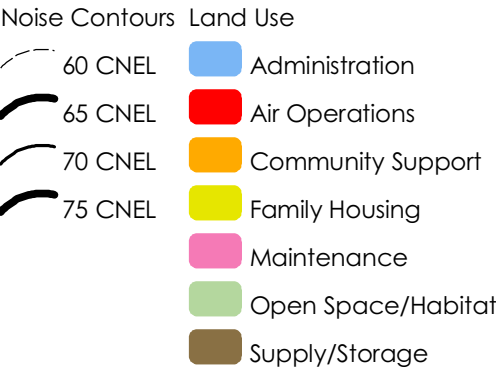 Noise Contours
60 CNEL
65 CNEL
70 CNEL
75 CNEL
Land Use
Administration
Air Operations
Community Support
Family Housing
Maintenance
Open Space/Habitat
Supply/Storage